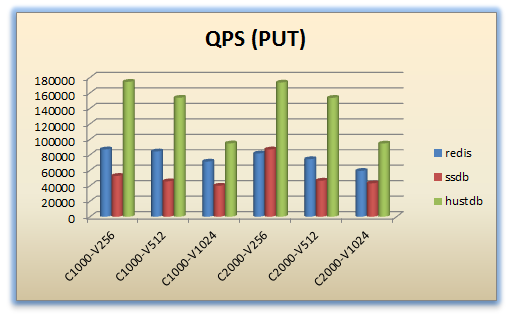 QPS (PUT)
180000
160000
140000
120000
100000
80000
60000
40000
20000
0
C1000-V256
C1000-V512
C1000-V1024
C2000-V256
C2000-V512
C2000-V1024
redis
ssdb
hustdb